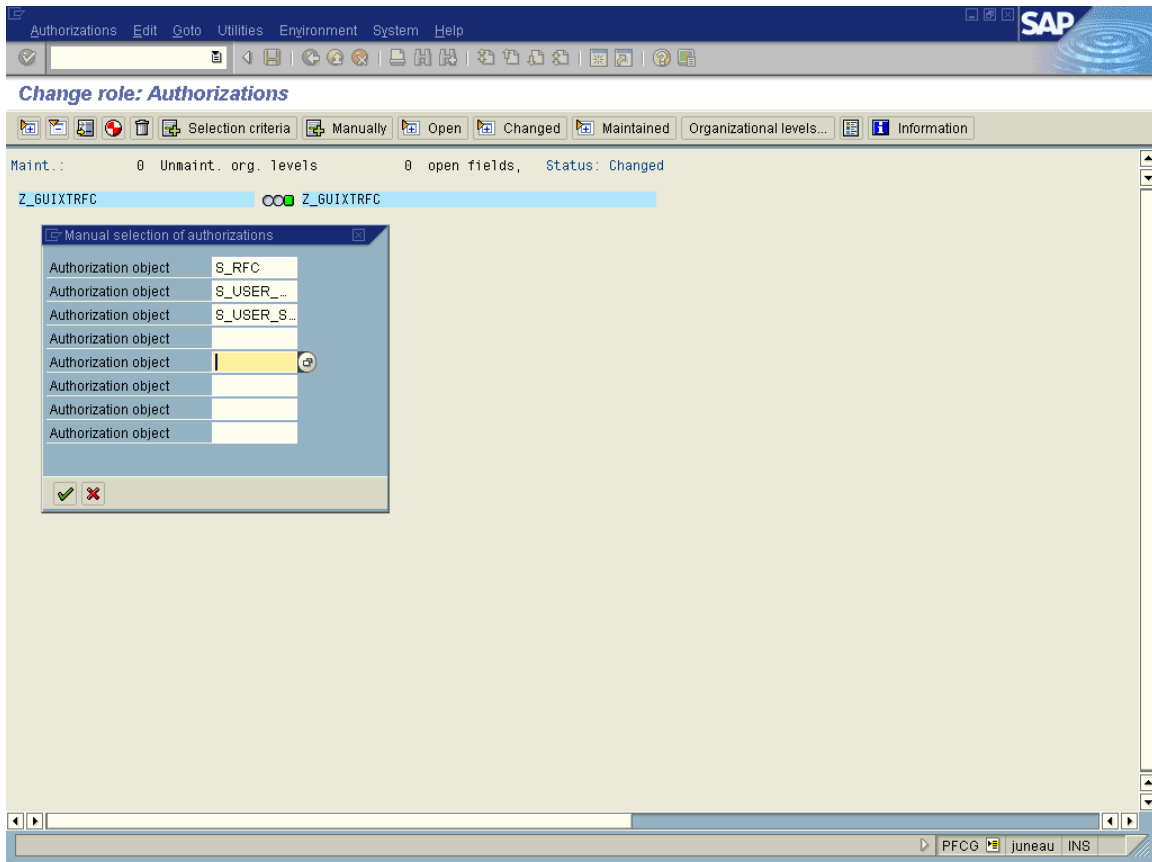 Authorizations Edit Goto Utilities Environment System Help
SAP
Change role: Authorizations
Selection criteria Manually Open Changed Maintained Organizational levels... Information
Maint.: 0 Unmaint. org. levels 0 open fields, Status: Changed
Z_GUIXTRFC Z_GUIXTRFC
Manual selection of authorizations
Authorization object S_RFC
Authorization object S_USER_...
Authorization object S_USER_S...
Authorization object
Authorization object
Authorization object
Authorization object
Authorization object
PFCG juneau INS